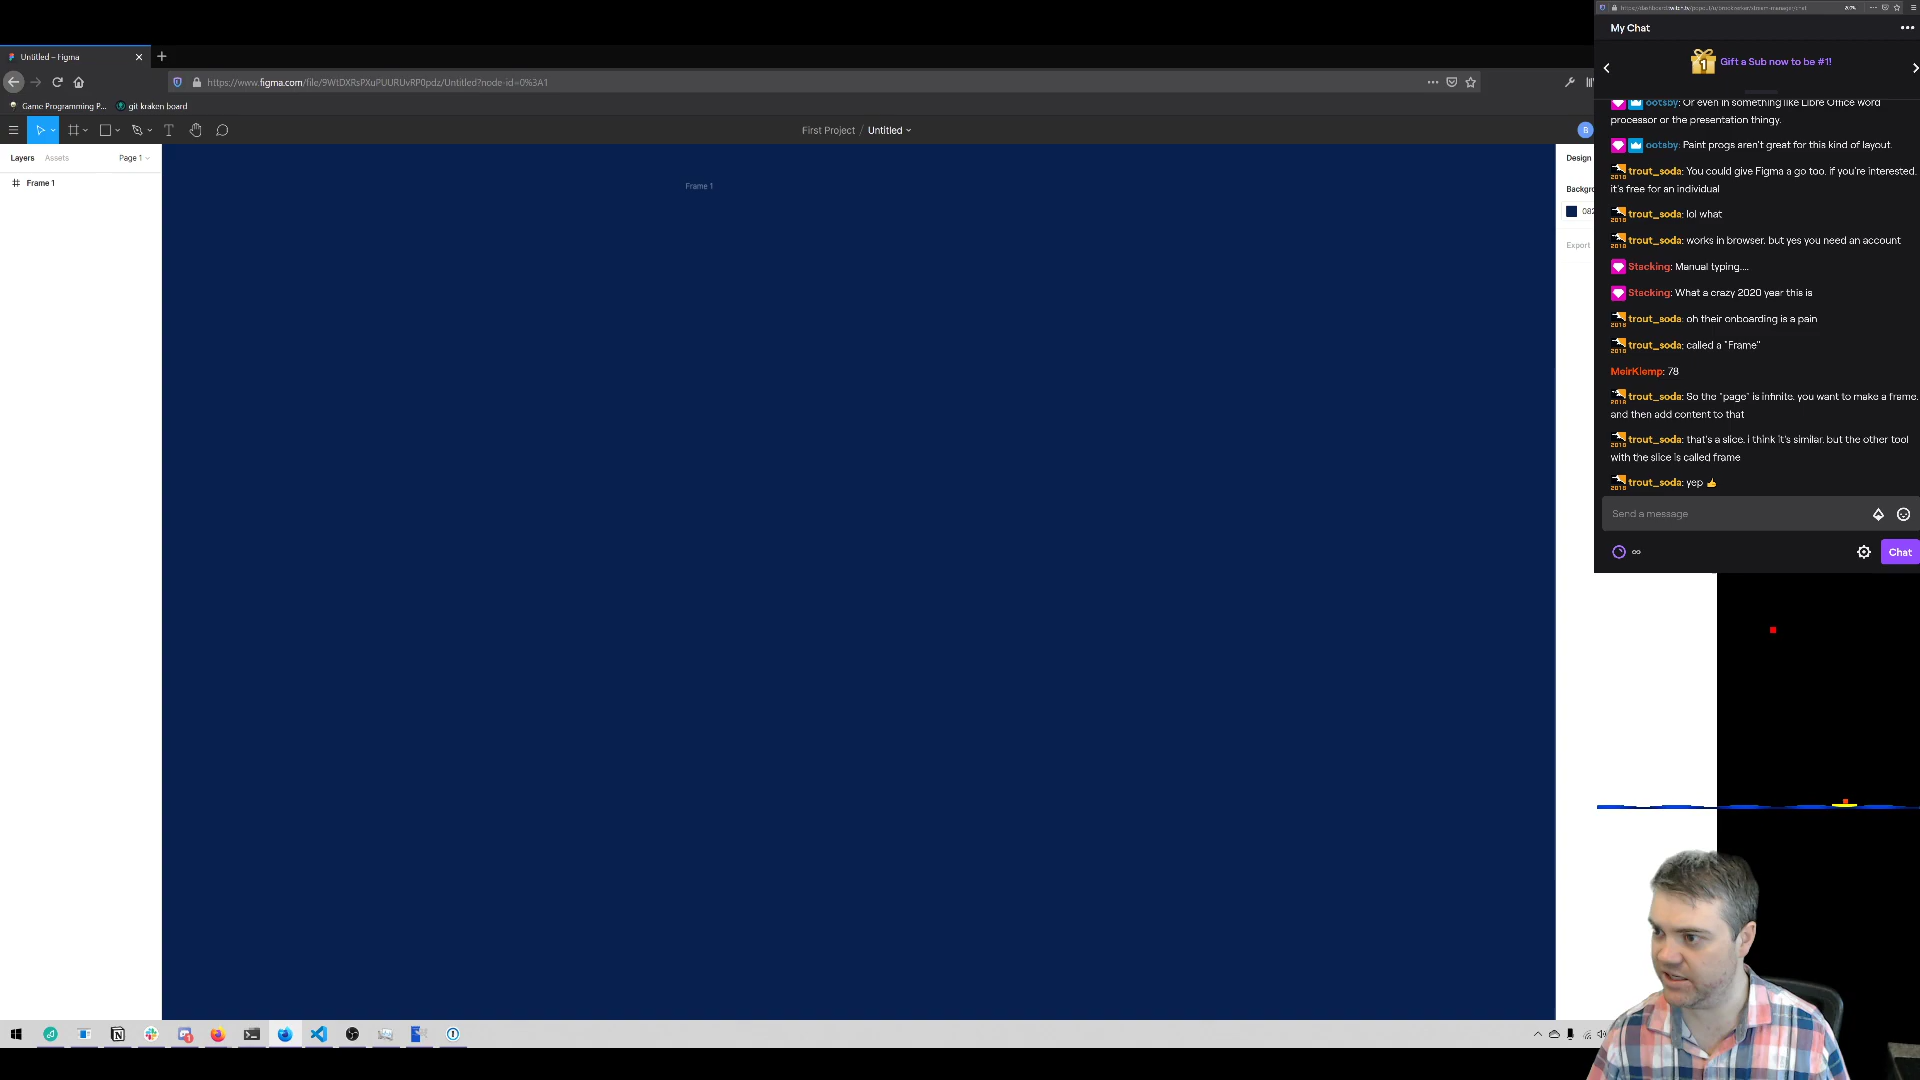 Untitled – Figma
https://www.figma.com/file/9WtDXRsPXuPUURUvRP0pdz/Untitled?node-id=0%3A1
Game Programming P...
git kraken board
First Project / Untitled
B
Layers
Assets
Page 1
Design
Frame 1
Frame 1
Backgro
082
Export
My Chat
1
Gift a Sub now to be #1!
ootsby: Or even in something like Libre Office word
processor or the presentation thingy.
ootsby: Paint progs aren't great for this kind of layout.
trout_soda: You could give Figma a go too, if you're interested,
it's free for an individual
trout_soda: lol what
trout_soda: works in browser, but yes you need an account
Stacking: Manual typing....
Stacking: What a crazy 2020 year this is
trout_soda: oh their onboarding is a pain
trout_soda: called a "Frame"
MeirKlemp: 78
trout_soda: So the "page" is infinite, you want to make a frame,
and then add content to that
trout_soda: that's a slice, i think it's similar, but the other tool
with the slice is called frame
trout_soda: yep 👍
Send a message
∞
Chat